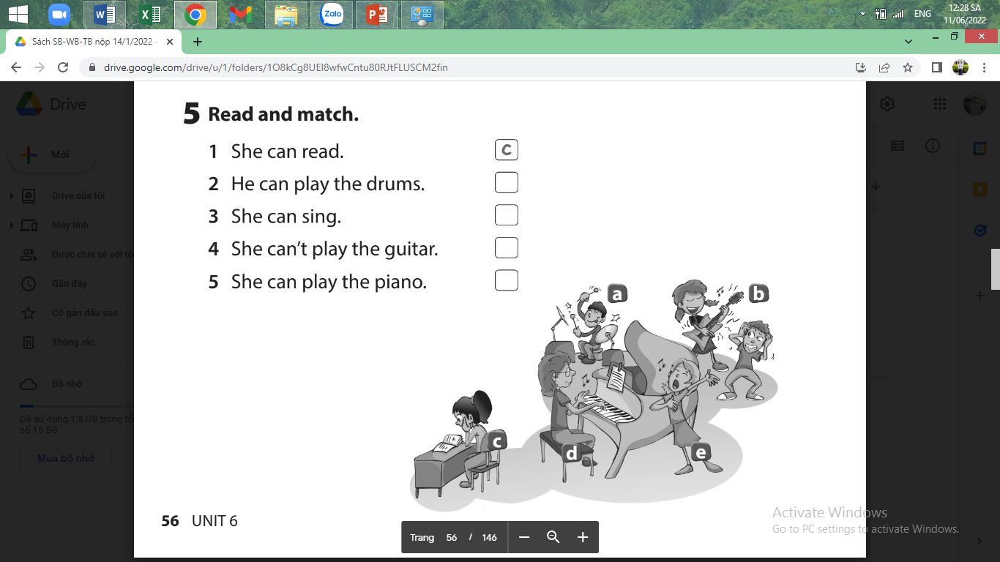 12:28 SA
ENG
11/06/2022
Zalo
Sách SB-WB-TB nộp 14/1/2022 -
drive.google.com/drive/u/1/folders/1O8kCg8UEI8wfwCntu80RJtFLUSCM2fin
Drive
Mới
Drive của tôi
Máy tính
Được chia sẻ với tô
Gần đây
Có gắn dấu sao
Thùng rác
Bộ nhớ
Đã sử dụng 1,8 GB trong tổ
số 15 GB
Mua bộ nhớ
5 Read and match.
1 She can read. c
2 He can play the drums.
3 She can sing.
4 She can't play the guitar.
5 She can play the piano.
a
b
c
d
e
56 UNIT 6
Trang 56 / 146
Activate Windows
Go to PC settings to activate Windows.